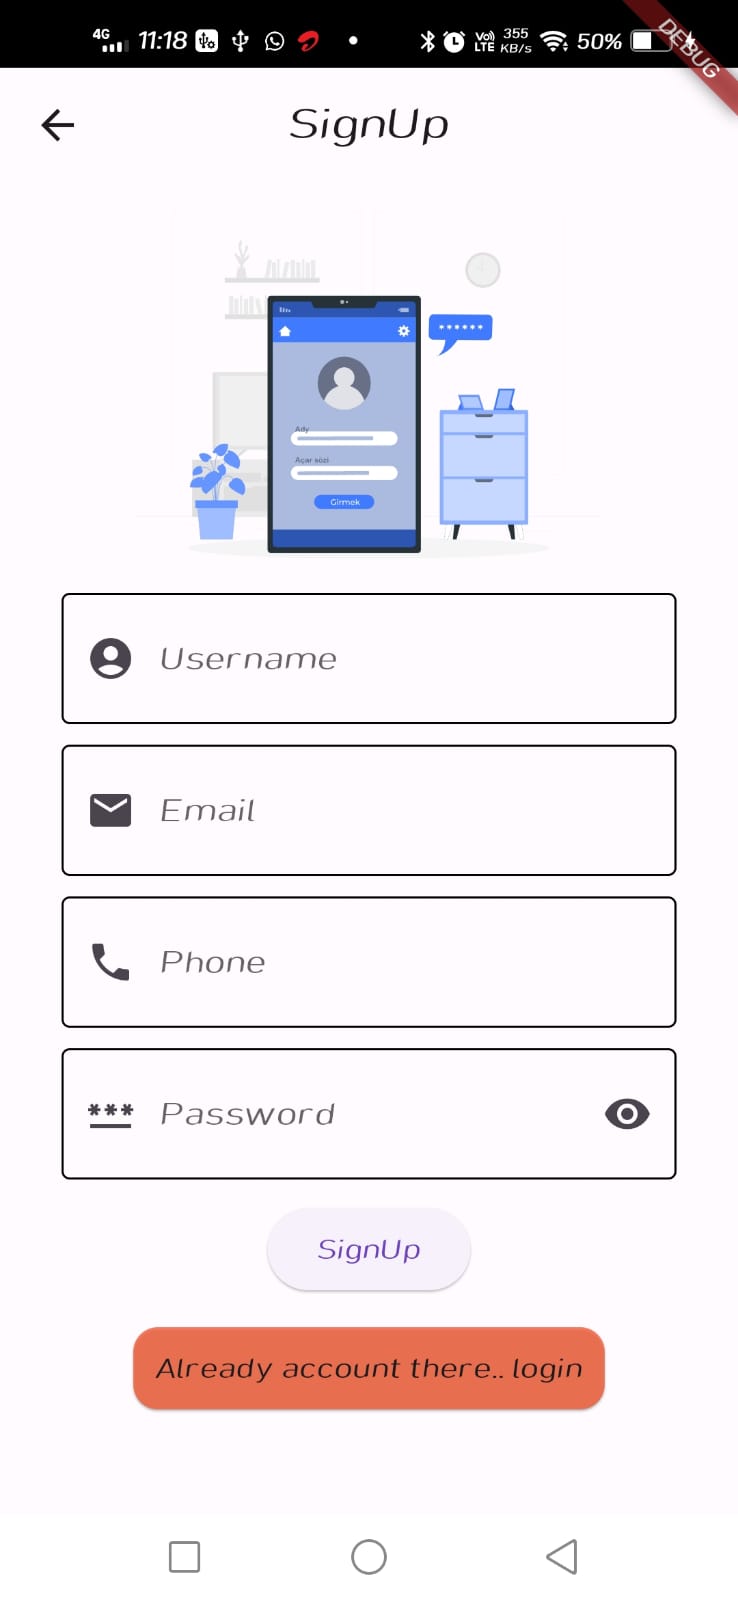 4G 11:18 Vo) LTE 355 KB/s 50%
DEBUG
SignUp
******
Ady
Açar sözi
Girmek
Username
Email
Phone
*** Password
SignUp
Already account there.. login